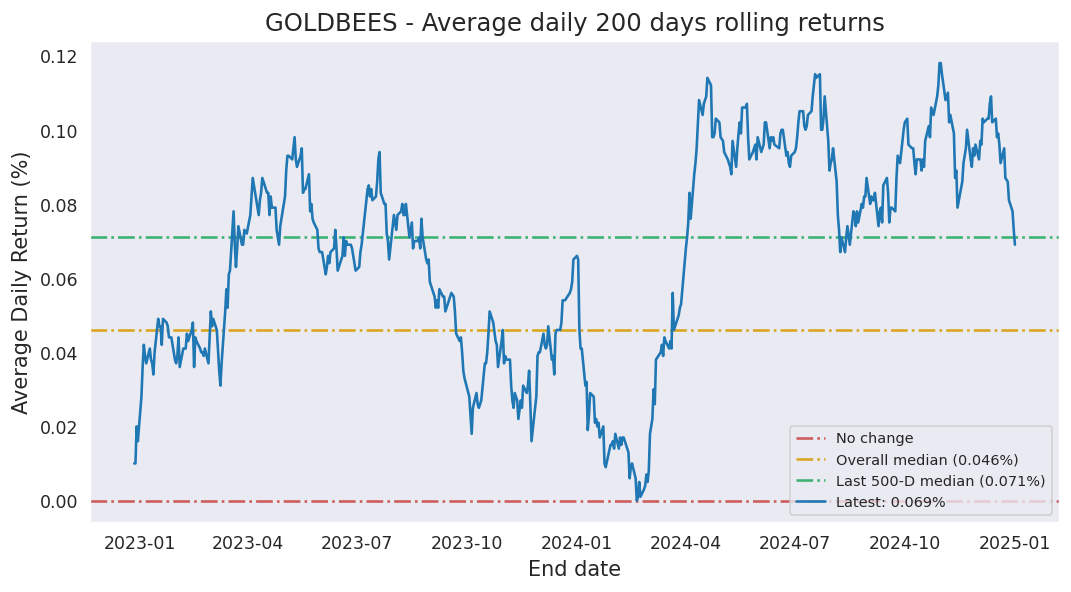 GOLDBEES - Average daily 200 days rolling returns
Average Daily Return (%)
0.12
0.10
0.08
0.06
0.04
0.02
0.00
No change
Overall median (0.046%)
Last 500-D median (0.071%)
Latest: 0.069%
2023-01 2023-04 2023-07 2023-10 2024-01 2024-04 2024-07 2024-10 2025-01
End date